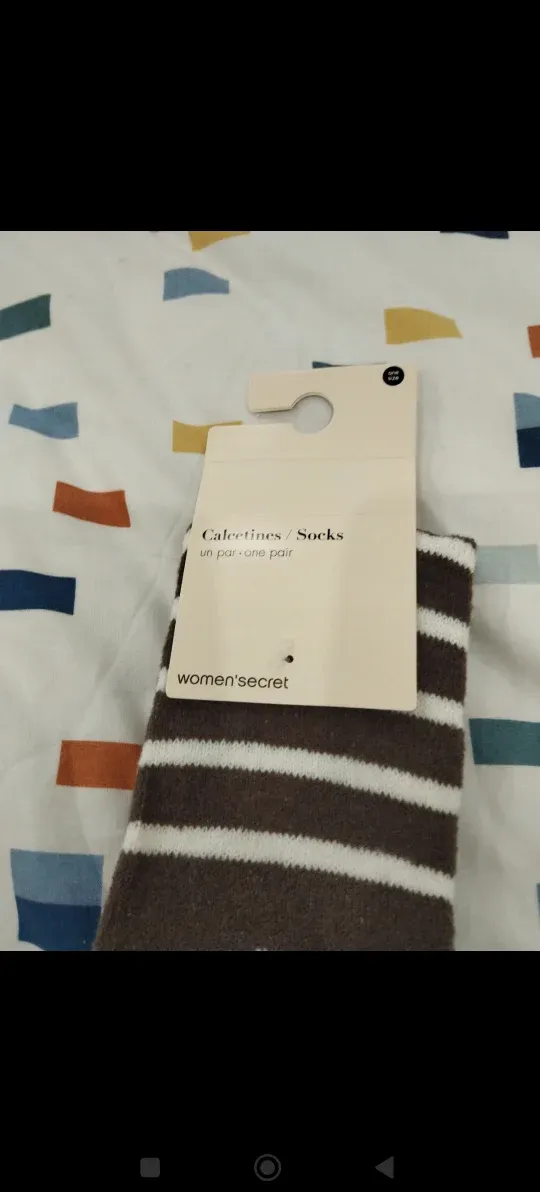 one
size
Calcetines / Socks
un par · one pair
women'secret